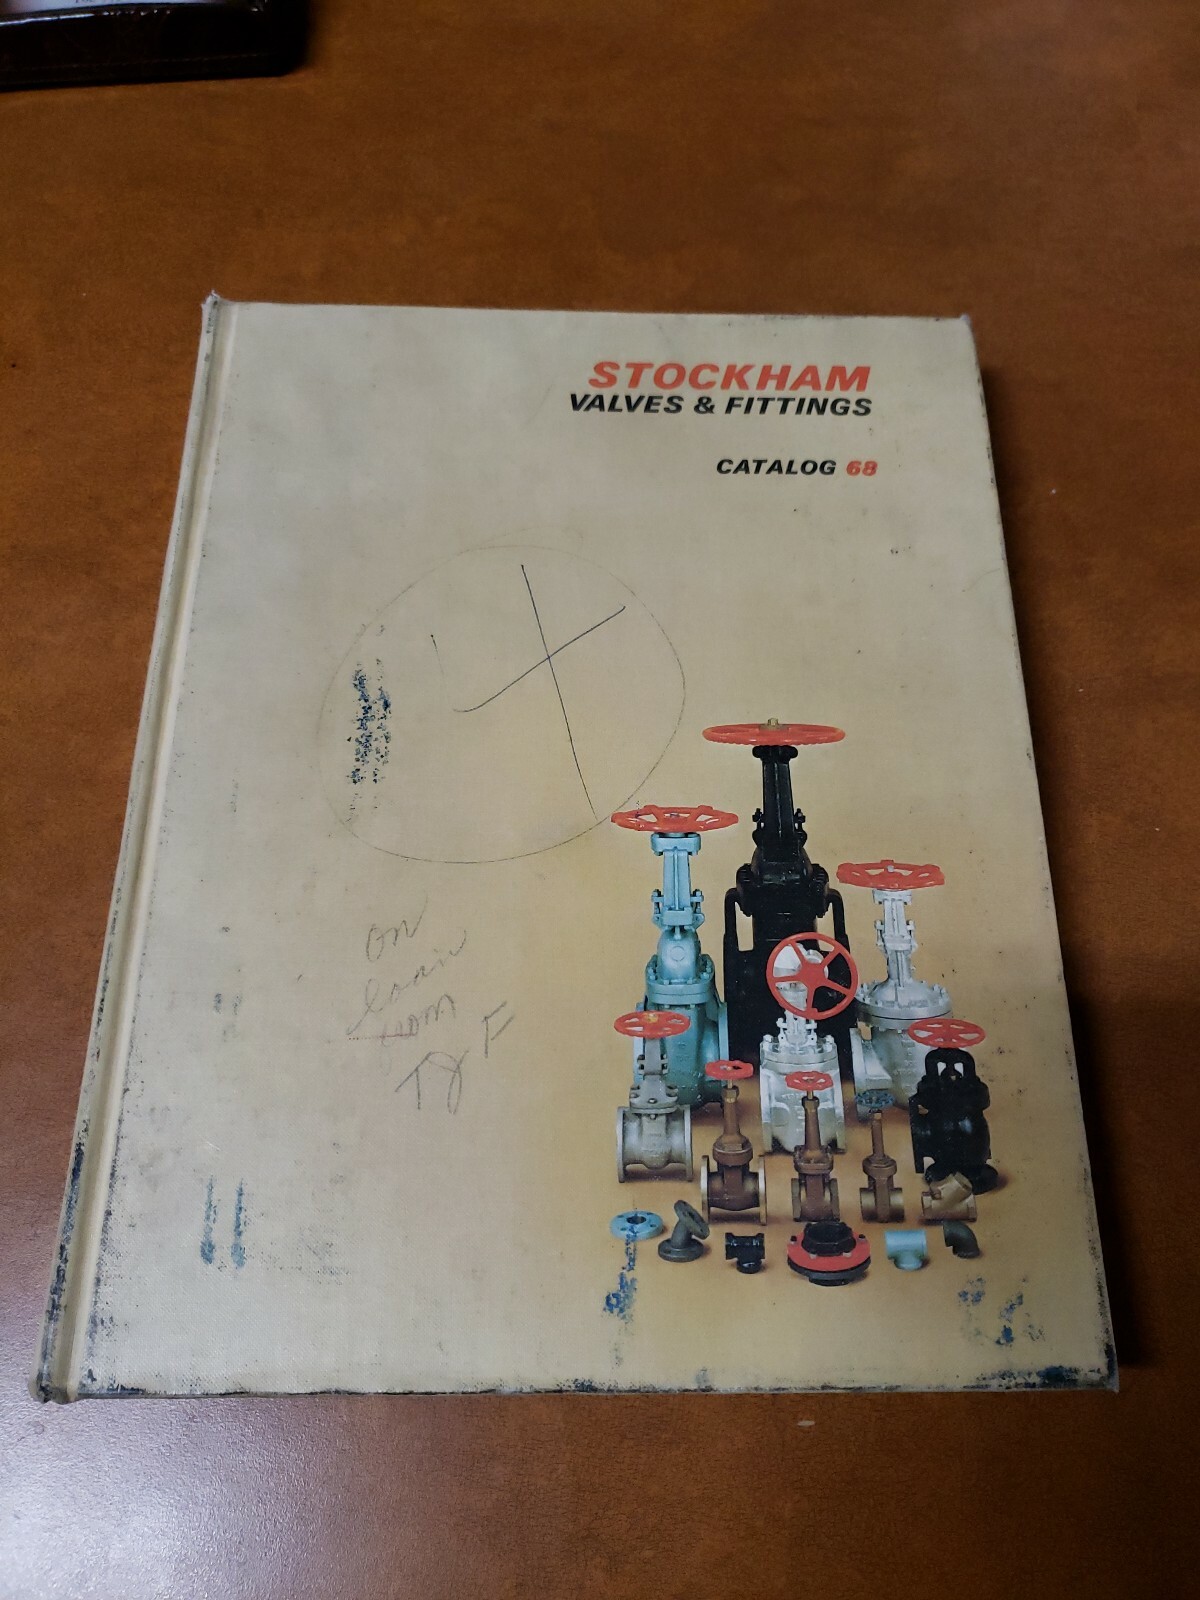 STOCKHAM
VALVES & FITTINGS
CATALOG 68
On
loan
from
TJF